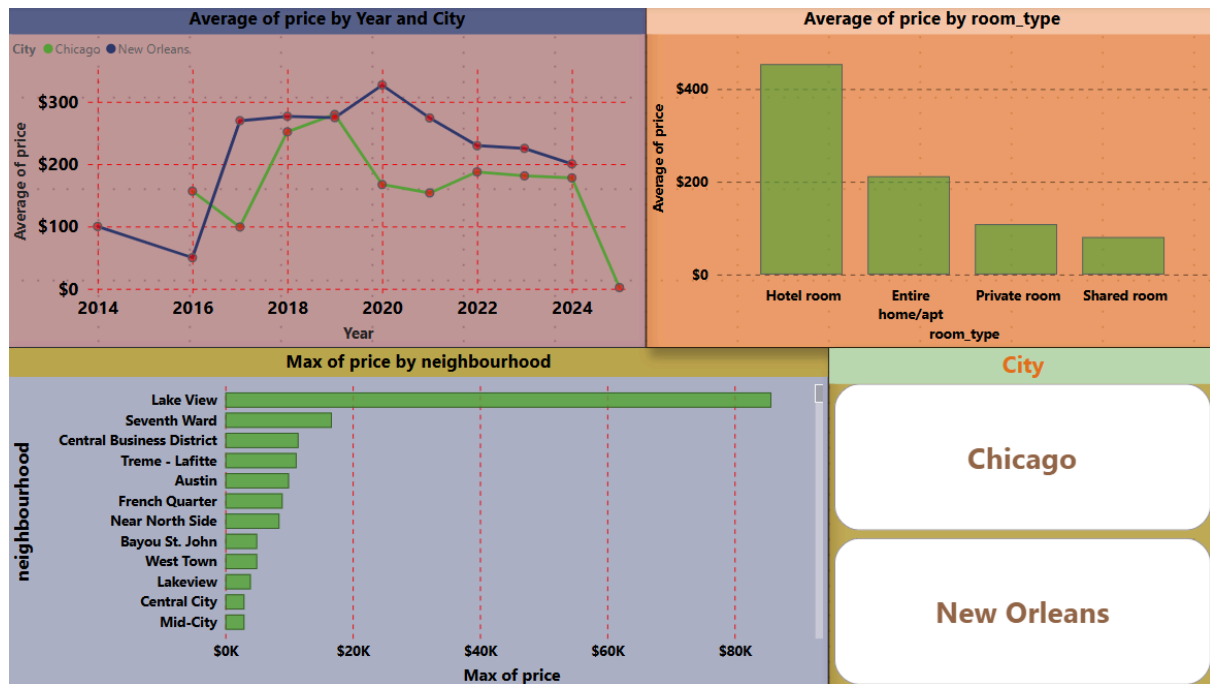 Average of price by Year and City
City Chicago New Orleans.
Average of price
$300
$200
$100
$0
2014 2016 2018 2020 2022 2024
Year
Average of price by room_type
Average of price
$400
$200
$0
Hotel room Entire Private room Shared room
home/apt
room_type
Max of price by neighbourhood
neighbourhood
Lake View
Seventh Ward
Central Business District
Treme - Lafitte
Austin
French Quarter
Near North Side
Bayou St. John
West Town
Lakeview
Central City
Mid-City
$0K $20K $40K $60K $80K
Max of price
City
Chicago
New Orleans